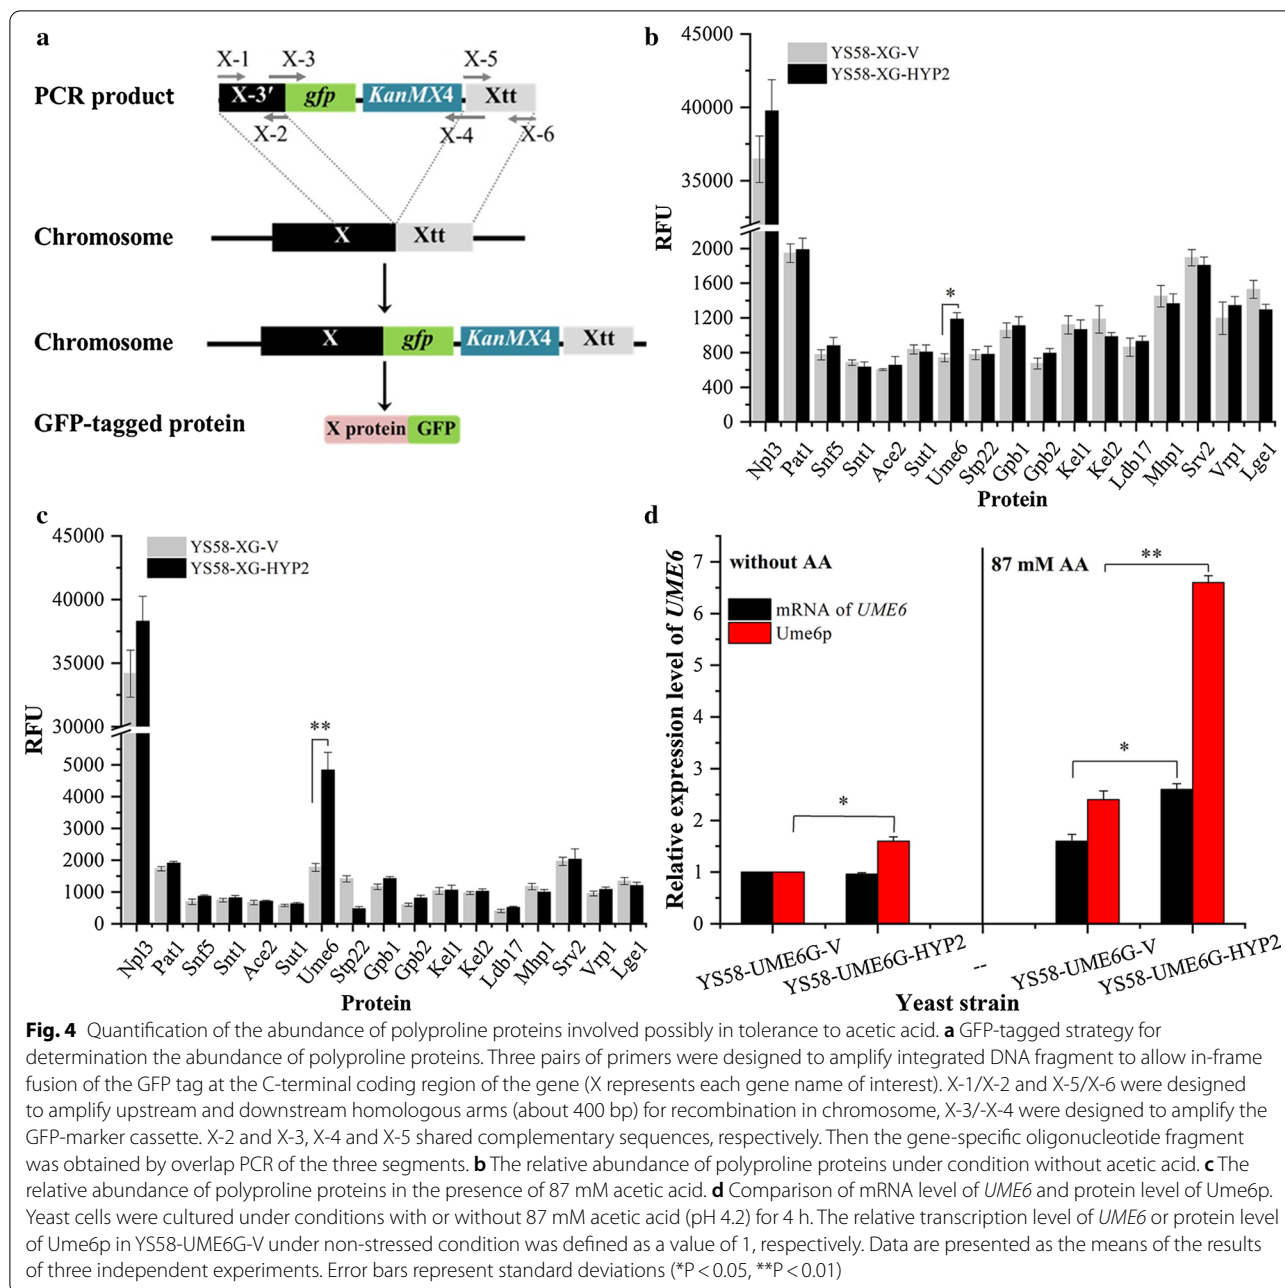 a
X-1 X-3 X-5
PCR product
X-3′ gfp KanMX4 Xtt
X-2 X-4 X-6
Chromosome
X Xtt
Chromosome
X gfp KanMX4 Xtt
GFP-tagged protein
X protein GFP
b
YS58-XG-V
YS58-XG-HYP2
45000
40000
35000
2000
1600
1200
800
400
0
RFU
*
Npl3 Pat1 Snf5 Snt1 Ace2 Sut1 Ume6 Stp22 Gpb1 Gpb2 Kel1 Kel2 Ldb17 Mhp1 Srv2 Vrp1 Lge1
Protein
c
YS58-XG-V
YS58-XG-HYP2
45000
40000
35000
30000
5000
4000
3000
2000
1000
0
RFU
**
Npl3 Pat1 Snf5 Snt1 Ace2 Sut1 Ume6 Stp22 Gpb1 Gpb2 Kel1 Kel2 Ldb17 Mhp1 Srv2 Vrp1 Lge1
Protein
d
without AA
87 mM AA
mRNA of UME6
Ume6p
7
6
5
4
3
2
1
0
Relative expression level of UME6
*
*
**
YS58-UME6G-V YS58-UME6G-HYP2 -- YS58-UME6G-V YS58-UME6G-HYP2
Yeast strain
Fig. 4 Quantification of the abundance of polyproline proteins involved possibly in tolerance to acetic acid. a GFP-tagged strategy for
determination the abundance of polyproline proteins. Three pairs of primers were designed to amplify integrated DNA fragment to allow in-frame
fusion of the GFP tag at the C-terminal coding region of the gene (X represents each gene name of interest). X-1/X-2 and X-5/X-6 were designed
to amplify upstream and downstream homologous arms (about 400 bp) for recombination in chromosome, X-3/-X-4 were designed to amplify the
GFP-marker cassette. X-2 and X-3, X-4 and X-5 shared complementary sequences, respectively. Then the gene-specific oligonucleotide fragment
was obtained by overlap PCR of the three segments. b The relative abundance of polyproline proteins under condition without acetic acid. c The
relative abundance of polyproline proteins in the presence of 87 mM acetic acid. d Comparison of mRNA level of UME6 and protein level of Ume6p.
Yeast cells were cultured under conditions with or without 87 mM acetic acid (pH 4.2) for 4 h. The relative transcription level of UME6 or protein level
of Ume6p in YS58-UME6G-V under non-stressed condition was defined as a value of 1, respectively. Data are presented as the means of the results
of three independent experiments. Error bars represent standard deviations (*P < 0.05, **P < 0.01)